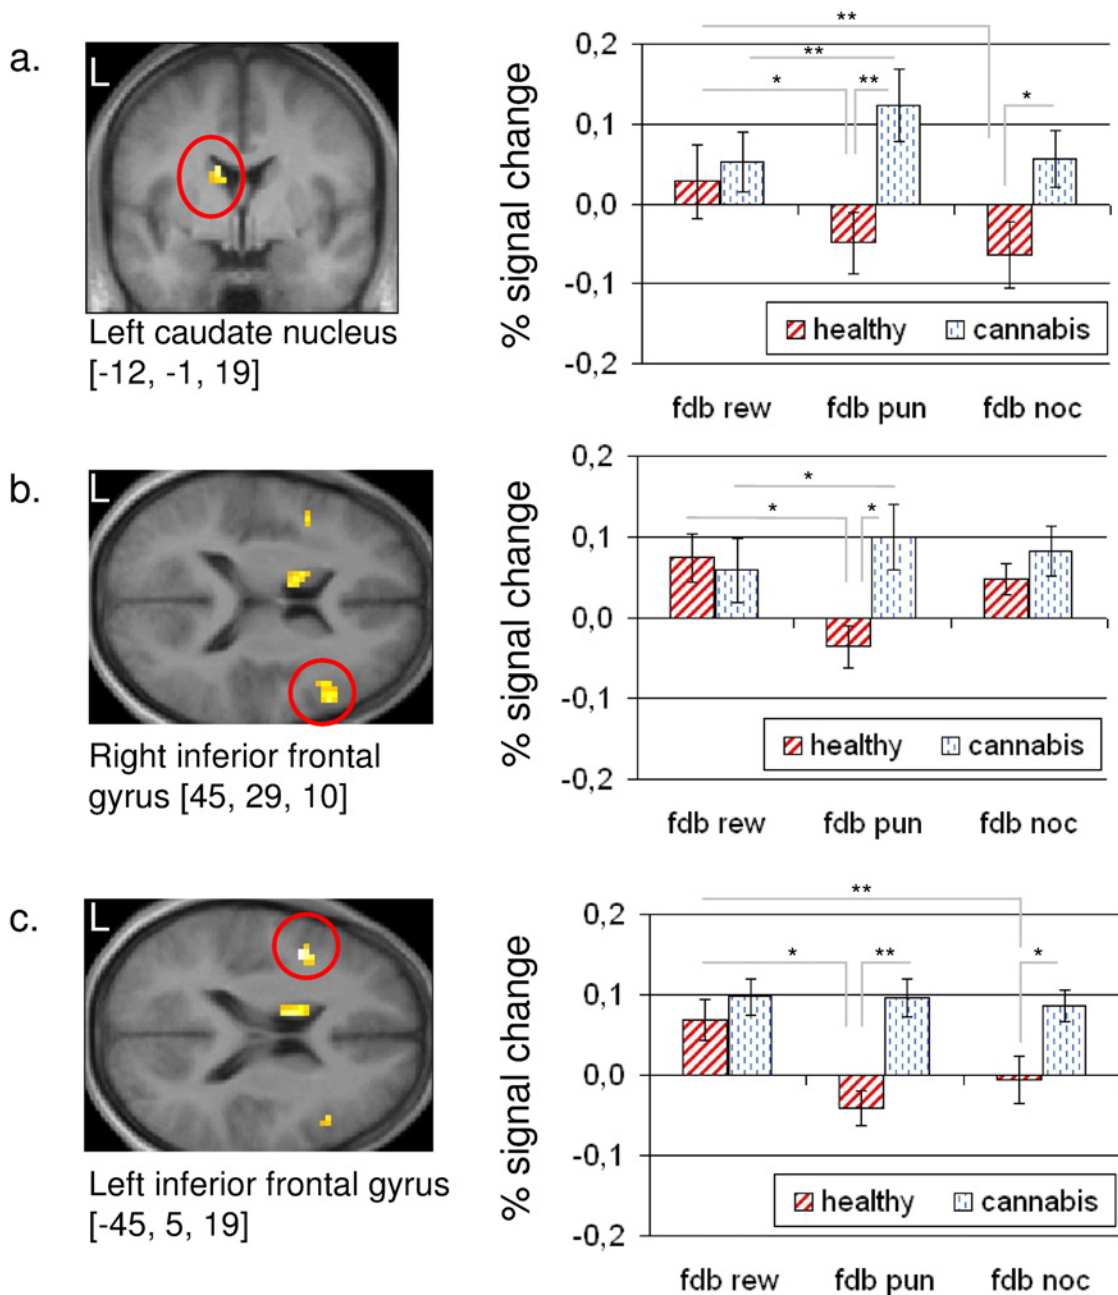 a.
L
Left caudate nucleus
[-12, -1, 19]
% signal change
0,2
0,1
0,0
-0,1
-0,2
**
**
*
**
*
healthy cannabis
fdb rew fdb pun fdb noc
b.
L
Right inferior frontal
gyrus [45, 29, 10]
% signal change
0,2
0,1
0,0
-0,1
-0,2
*
*
*
healthy cannabis
fdb rew fdb pun fdb noc
c.
L
Left inferior frontal gyrus
[-45, 5, 19]
% signal change
0,2
0,1
0,0
-0,1
-0,2
**
*
**
*
healthy cannabis
fdb rew fdb pun fdb noc